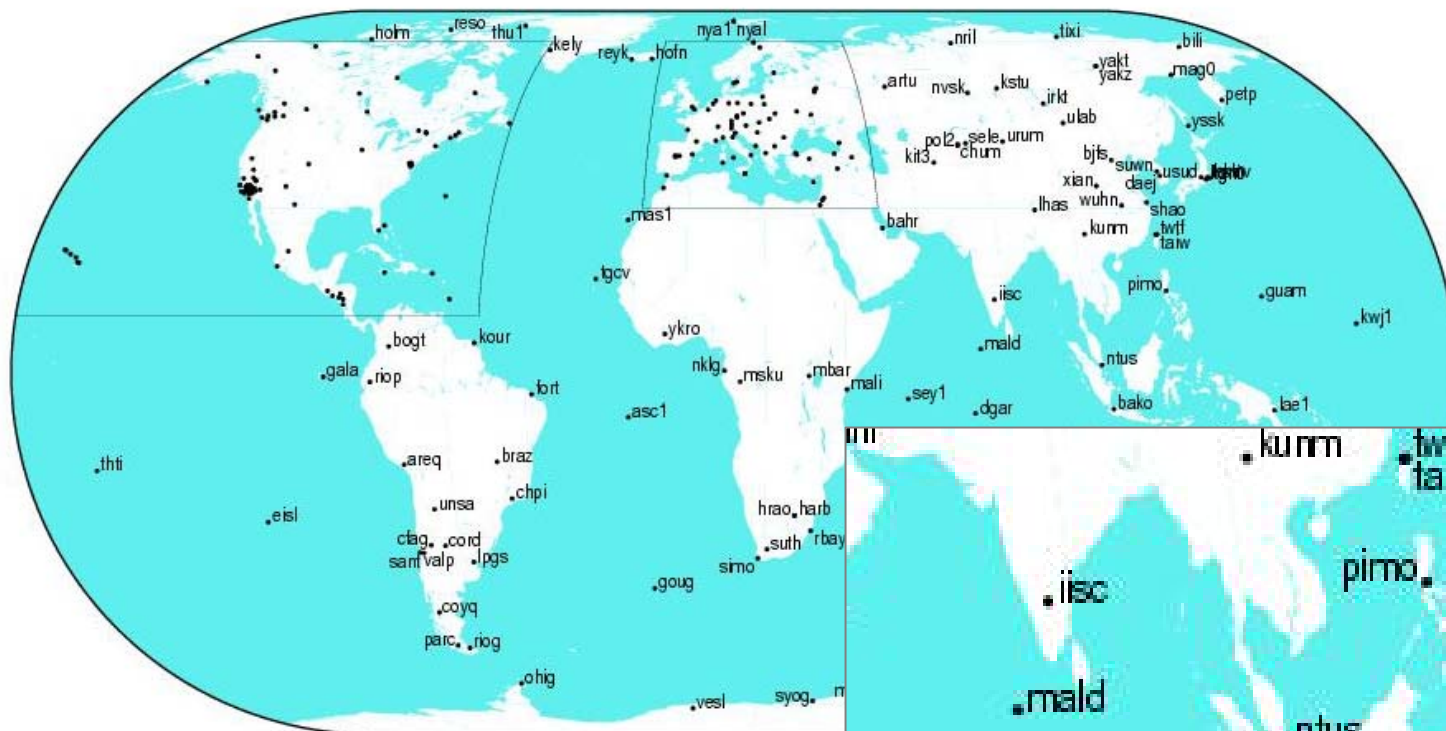 holm
reso
thu1
kely
reyk
hofn
nya1
nyal
nril
tixi
bili
yakt
yakz
mag0
artu
nvsk
kstu
irkt
petp
ulab
yssk
pol2
sele
urum
chum
kit3
bjfs
suwn
usud
xian
daej
lhas
wuhn
shao
mas1
bahr
kunm
twtf
taiw
tgcv
iisc
pimo
guam
kwj1
bogt
kour
ykro
mald
gala
riop
nklg
msku
mbar
mali
ntus
fort
asc1
sey1
dgar
bako
lae1
thti
areq
braz
chpi
unsa
eisl
hrao
harb
rbay
cfag
cord
sant
valp
lpgs
suth
simo
goug
coyq
parc
riog
ohig
vesl
syog
m
kunm
tw
ta
pimo
iisc
mald
ntus